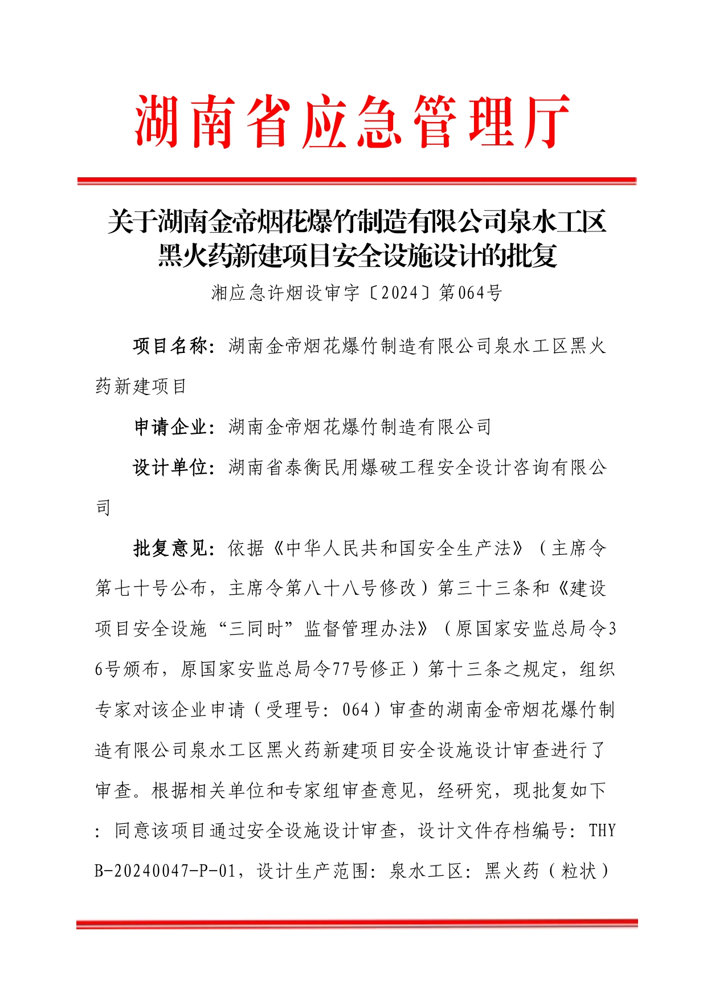 湖南省应急管理厅
关于湖南金帝烟花爆竹制造有限公司泉水工区
黑火药新建项目安全设施设计的批复
湘应急许烟设审字〔2024〕第064号
项目名称：湖南金帝烟花爆竹制造有限公司泉水工区黑火
药新建项目
申请企业：湖南金帝烟花爆竹制造有限公司
设计单位：湖南省泰衡民用爆破工程安全设计咨询有限公
司
批复意见：依据《中华人民共和国安全生产法》（主席令
第七十号公布，主席令第八十八号修改）第三十三条和《建设
项目安全设施“三同时”监督管理办法》（原国家安监总局令3
6号颁布，原国家安监总局令77号修正）第十三条之规定，组织
专家对该企业申请（受理号：064）审查的湖南金帝烟花爆竹制
造有限公司泉水工区黑火药新建项目安全设施设计审查进行了
审查。根据相关单位和专家组审查意见，经研究，现批复如下
：同意该项目通过安全设施设计审查，设计文件存档编号：THY
B-20240047-P-01，设计生产范围：泉水工区：黑火药（粒状）